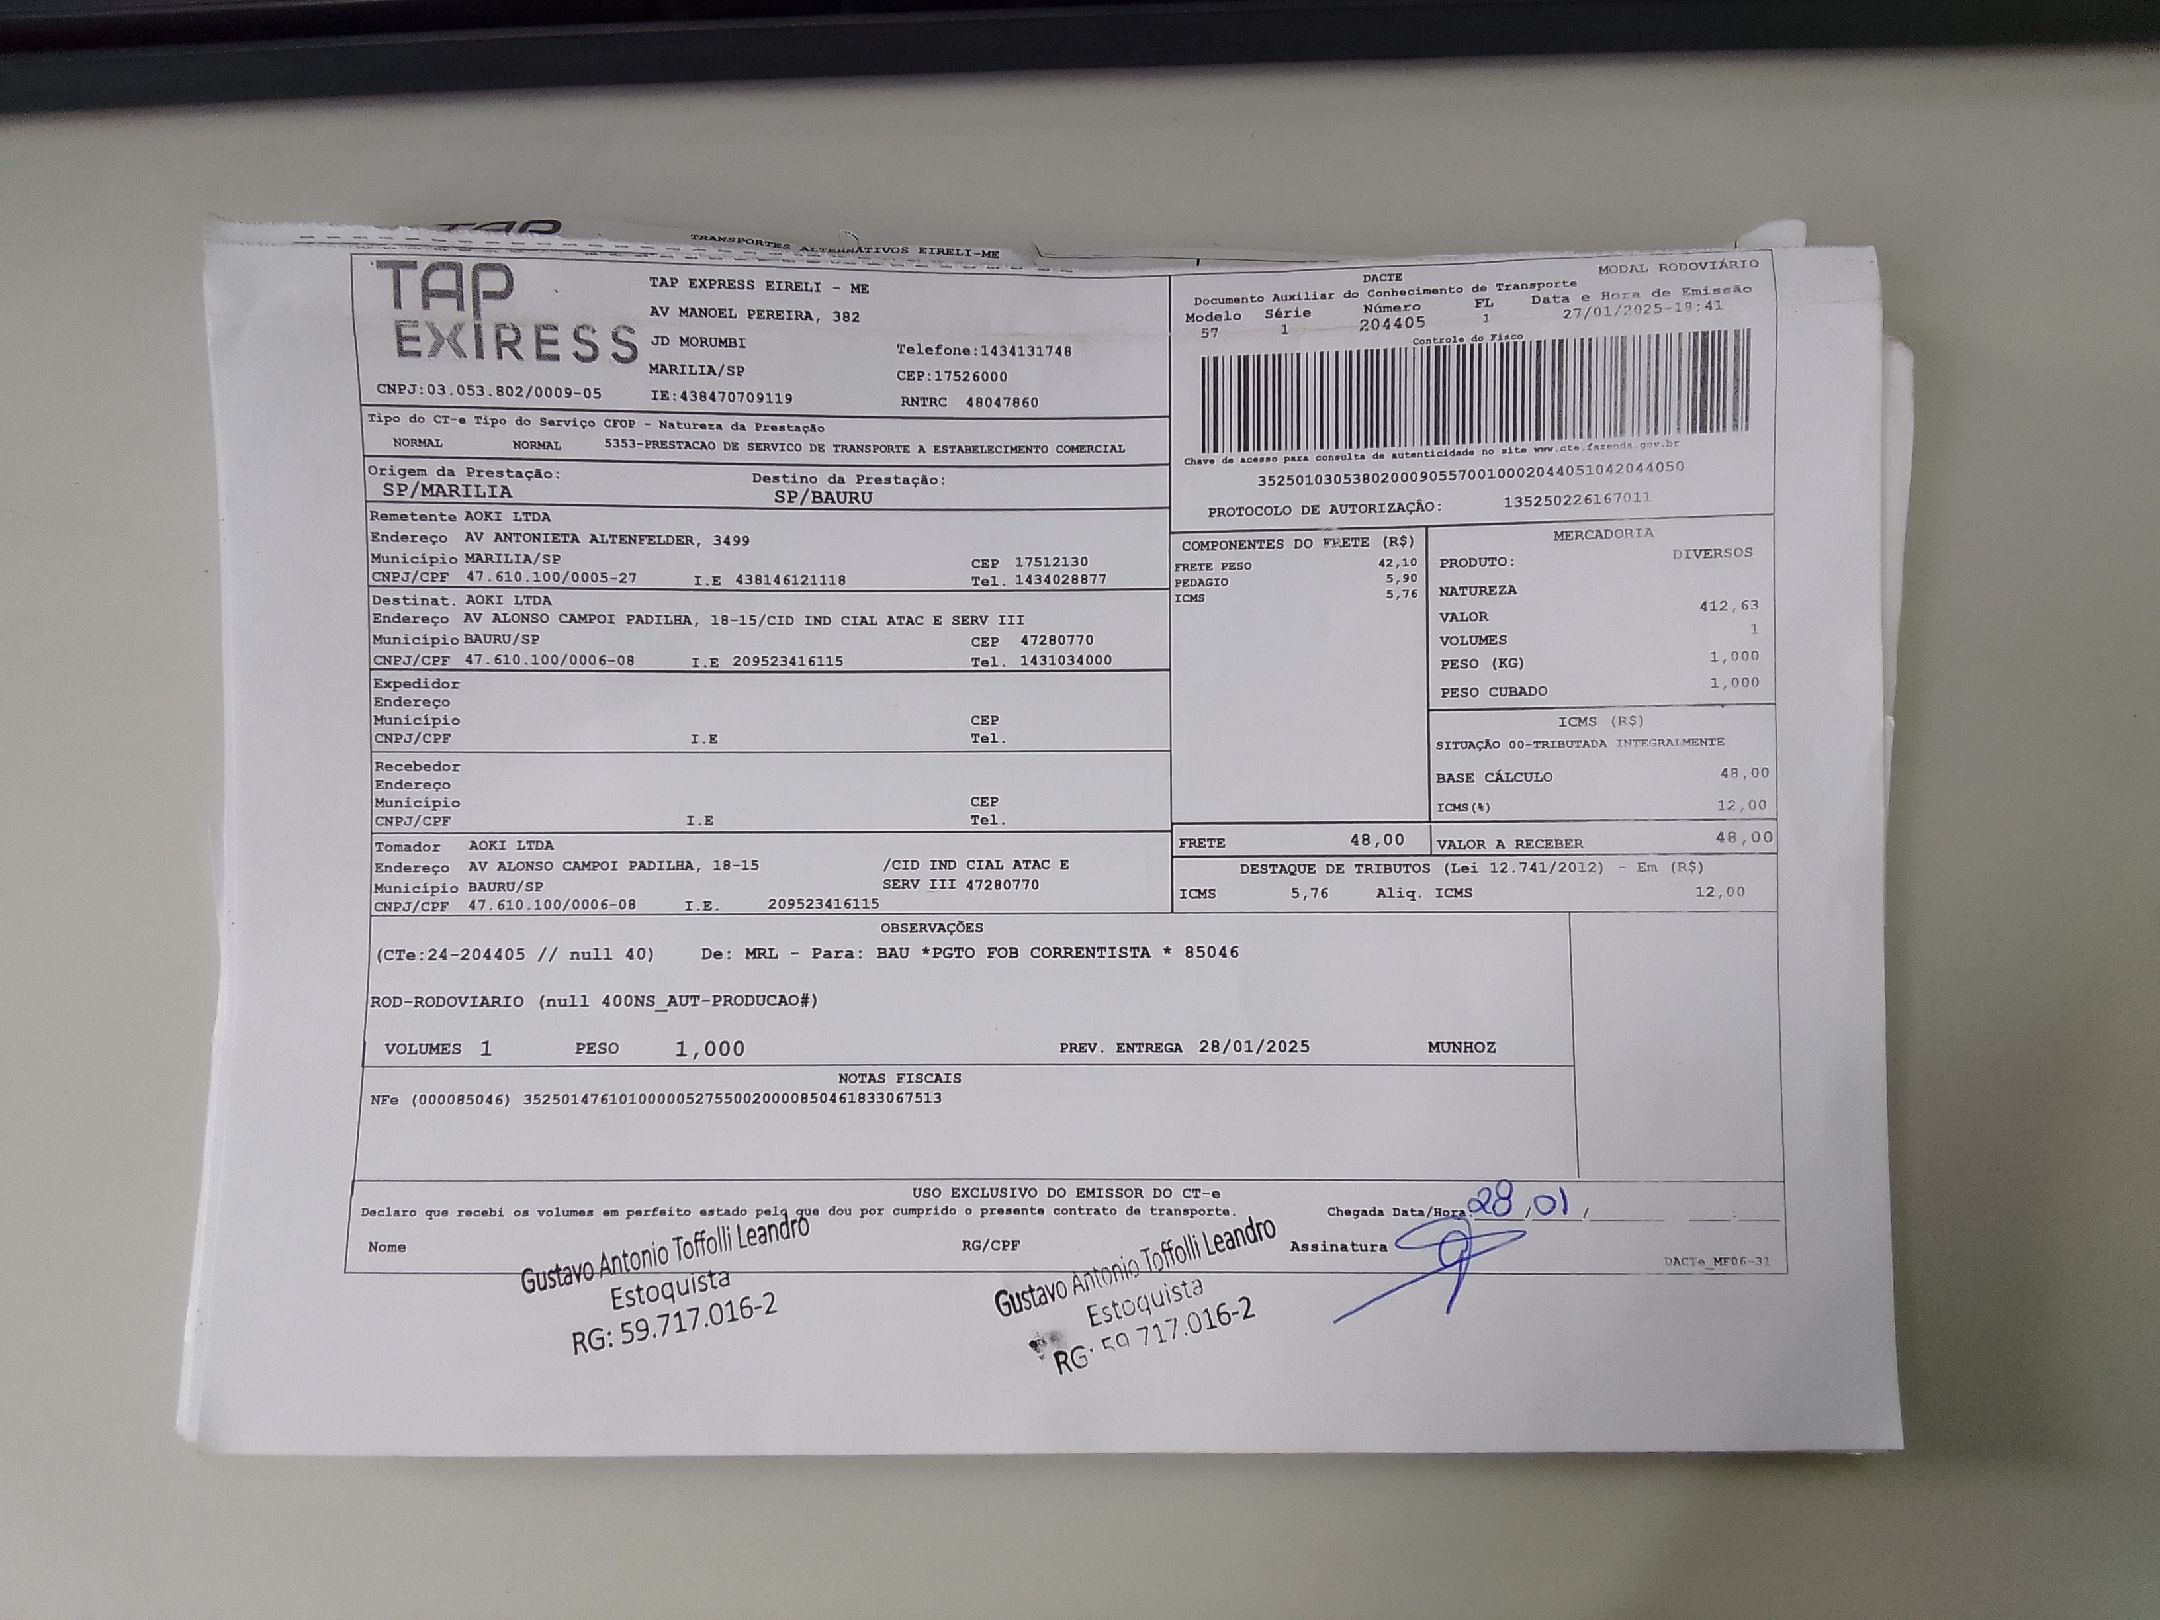 TRANSPORTES ALTERNATIVOS EIRELI-ME
TAP
EXIRESS
CNPJ:03.053.802/0009-05
TAP EXPRESS EIRELI - ME
AV MANOEL PEREIRA, 382
JD MORUMBI
MARILIA/SP
IE:438470709119
Telefone:1434131748
CEP:17526000
RNTRC 48047860
DACTE
MODAL RODOVIÁRIO
Documento Auxiliar do Conhecimento de Transporte
Modelo Série Número FL Data e Hora de Emissão
57 1 204405 1 27/01/2025-18:41
Controle do Fisco
Chave de acesso para consulta de autenticidade no site www.cte.fazenda.gov.br
35250103053802000905570010002044051042044050
PROTOCOLO DE AUTORIZAÇÃO: 135250226167011
Tipo do CT-e Tipo do Serviço CFOP - Natureza da Prestação
NORMAL NORMAL 5353-PRESTACAO DE SERVICO DE TRANSPORTE A ESTABELECIMENTO COMERCIAL
Origem da Prestação: Destino da Prestação:
SP/MARILIA SP/BAURU
Remetente AOKI LTDA
Endereço AV ANTONIETA ALTENFELDER, 3499
Município MARILIA/SP CEP 17512130
CNPJ/CPF 47.610.100/0005-27 I.E 438146121118 Tel. 1434028877
Destinat. AOKI LTDA
Endereço AV ALONSO CAMPOI PADILHA, 18-15/CID IND CIAL ATAC E SERV III
Município BAURU/SP CEP 47280770
CNPJ/CPF 47.610.100/0006-08 I.E 209523416115 Tel. 1431034000
Expedidor
Endereço
Município CEP
CNPJ/CPF I.E Tel.
Recebedor
Endereço
Município CEP
CNPJ/CPF I.E Tel.
Tomador AOKI LTDA
Endereço AV ALONSO CAMPOI PADILHA, 18-15 /CID IND CIAL ATAC E
Município BAURU/SP SERV III 47280770
CNPJ/CPF 47.610.100/0006-08 I.E. 209523416115
COMPONENTES DO FRETE (R$)
FRETE PESO 42,10
PEDAGIO 5,90
ICMS 5,76
MERCADORIA
PRODUTO: DIVERSOS
NATUREZA
VALOR 412,63
VOLUMES 1
PESO (KG) 1,000
PESO CUBADO 1,000
ICMS (R$)
SITUAÇÃO 00-TRIBUTADA INTEGRALMENTE
BASE CÁLCULO 48,00
ICMS(%) 12,00
FRETE 48,00 VALOR A RECEBER 48,00
DESTAQUE DE TRIBUTOS (Lei 12.741/2012) - Em (R$)
ICMS 5,76 Aliq. ICMS 12,00
OBSERVAÇÕES
(CTe:24-204405 // null 40) De: MRL - Para: BAU *PGTO FOB CORRENTISTA * 85046
ROD-RODOVIARIO (null 400NS_AUT-PRODUCAO#)
VOLUMES 1 PESO 1,000 PREV. ENTREGA 28/01/2025 MUNHOZ
NOTAS FISCAIS
NFe (000085046) 35250147610100000527550020000850461833067513
USO EXCLUSIVO DO EMISSOR DO CT-e
Declaro que recebi os volumes em perfeito estado pelo que dou por cumprido o presente contrato de transporte. Chegada Data/Hora 28/01/
Nome RG/CPF Assinatura
DACTe_MF06-31
Gustavo Antonio Toffolli Leandro
Estoquista
RG: 59.717.016-2
Gustavo Antonio Toffolli Leandro
Estoquista
RG: 59.717.016-2